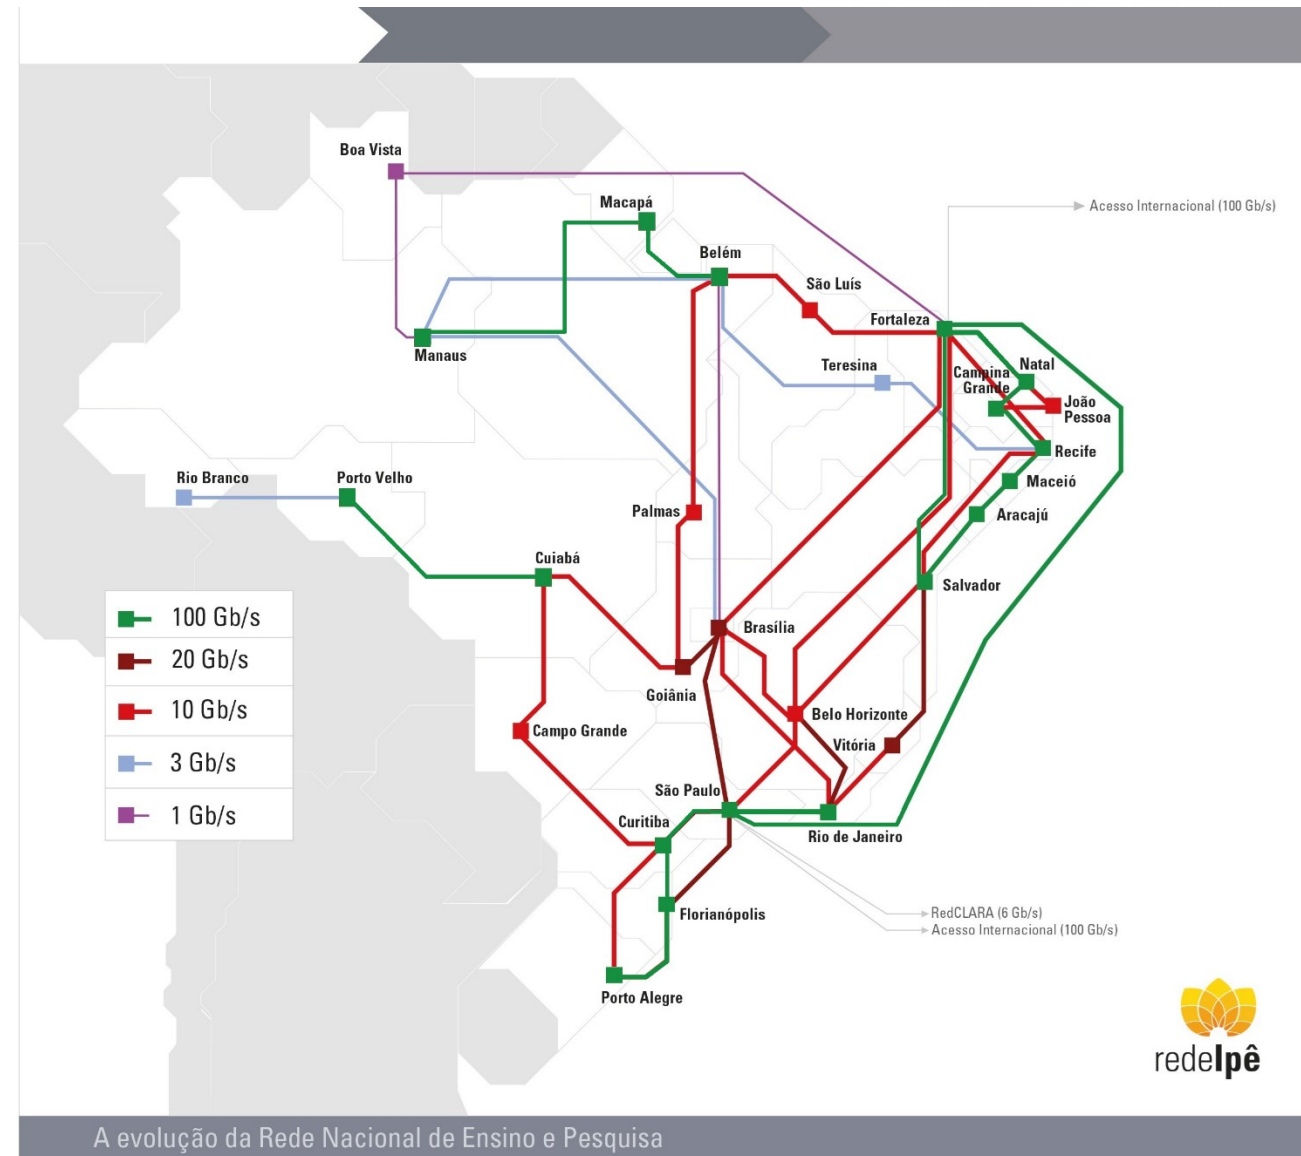 Boa Vista
Macapá
Acesso Internacional (100 Gb/s)
Belém
São Luís
Fortaleza
Manaus
Teresina
Natal
Campina
Grande
João
Pessoa
Recife
Rio Branco
Porto Velho
Maceió
Palmas
Aracajú
Cuiabá
Salvador
100 Gb/s
20 Gb/s
10 Gb/s
3 Gb/s
1 Gb/s
Brasília
Goiânia
Belo Horizonte
Campo Grande
Vitória
São Paulo
Curitiba
Rio de Janeiro
Florianópolis
RedCLARA (6 Gb/s)
Acesso Internacional (100 Gb/s)
Porto Alegre
redeIpê
A evolução da Rede Nacional de Ensino e Pesquisa